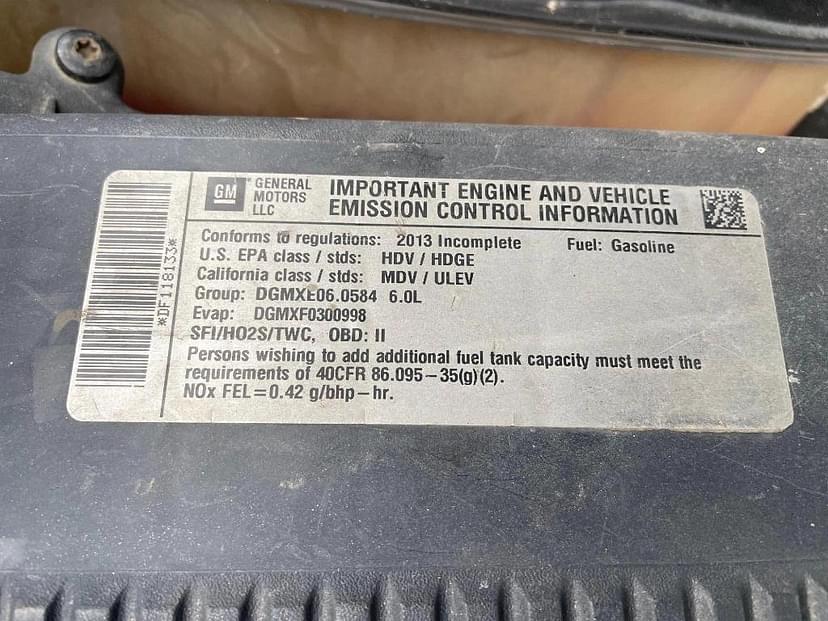 GM
GENERAL
MOTORS
LLC
IMPORTANT ENGINE AND VEHICLE
EMISSION CONTROL INFORMATION
*DF118133*
Conforms to regulations: 2013 Incomplete Fuel: Gasoline
U.S. EPA class / stds: HDV / HDGE
California class / stds: MDV / ULEV
Group: DGMXE06.0584 6.0L
Evap: DGMXF0300998
SFI/HO2S/TWC, OBD: II
Persons wishing to add additional fuel tank capacity must meet the
requirements of 40CFR 86.095-35(g)(2).
NOx FEL=0.42 g/bhp-hr.